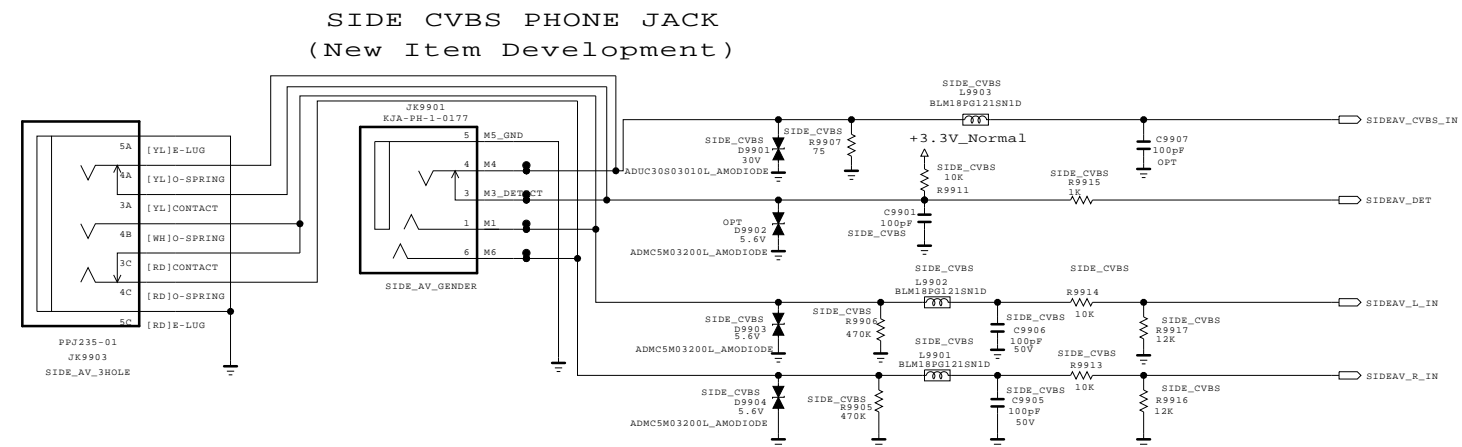 SIDE CVBS PHONE JACK
(New Item Development)
5A
[YL]E-LUG
4A
[YL]O-SPRING
3A
[YL]CONTACT
4B
[WH]O-SPRING
3C
[RD]CONTACT
4C
[RD]O-SPRING
5C
[RD]E-LUG
PPJ235-01
JK9903
SIDE_AV_3HOLE
JK9901
KJA-PH-1-0177
5
M5_GND
4
M4
3
M3_DETECT
1
M1
6
M6
SIDE_AV_GENDER
SIDE_CVBS
D9901
30V
ADUC30S03010L_AMODIODE
SIDE_CVBS
R9907
75
SIDE_CVBS
L9903
BLM18PG121SN1D
+3.3V_Normal
SIDE_CVBS
10K
R9911
C9907
100pF
OPT
SIDEAV_CVBS_IN
OPT
D9902
5.6V
ADMC5M03200L_AMODIODE
C9901
100pF
SIDE_CVBS
SIDE_CVBS
R9915
1K
SIDEAV_DET
SIDE_CVBS
D9903
5.6V
ADMC5M03200L_AMODIODE
SIDE_CVBS
R9906
470K
SIDE_CVBS
L9902
BLM18PG121SN1D
SIDE_CVBS
C9906
100pF
50V
SIDE_CVBS
R9914
10K
SIDE_CVBS
R9917
12K
SIDEAV_L_IN
SIDE_CVBS
D9904
5.6V
ADMC5M03200L_AMODIODE
SIDE_CVBS
R9905
470K
SIDE_CVBS
L9901
BLM18PG121SN1D
SIDE_CVBS
C9905
100pF
50V
SIDE_CVBS
R9913
10K
SIDE_CVBS
R9916
12K
SIDEAV_R_IN